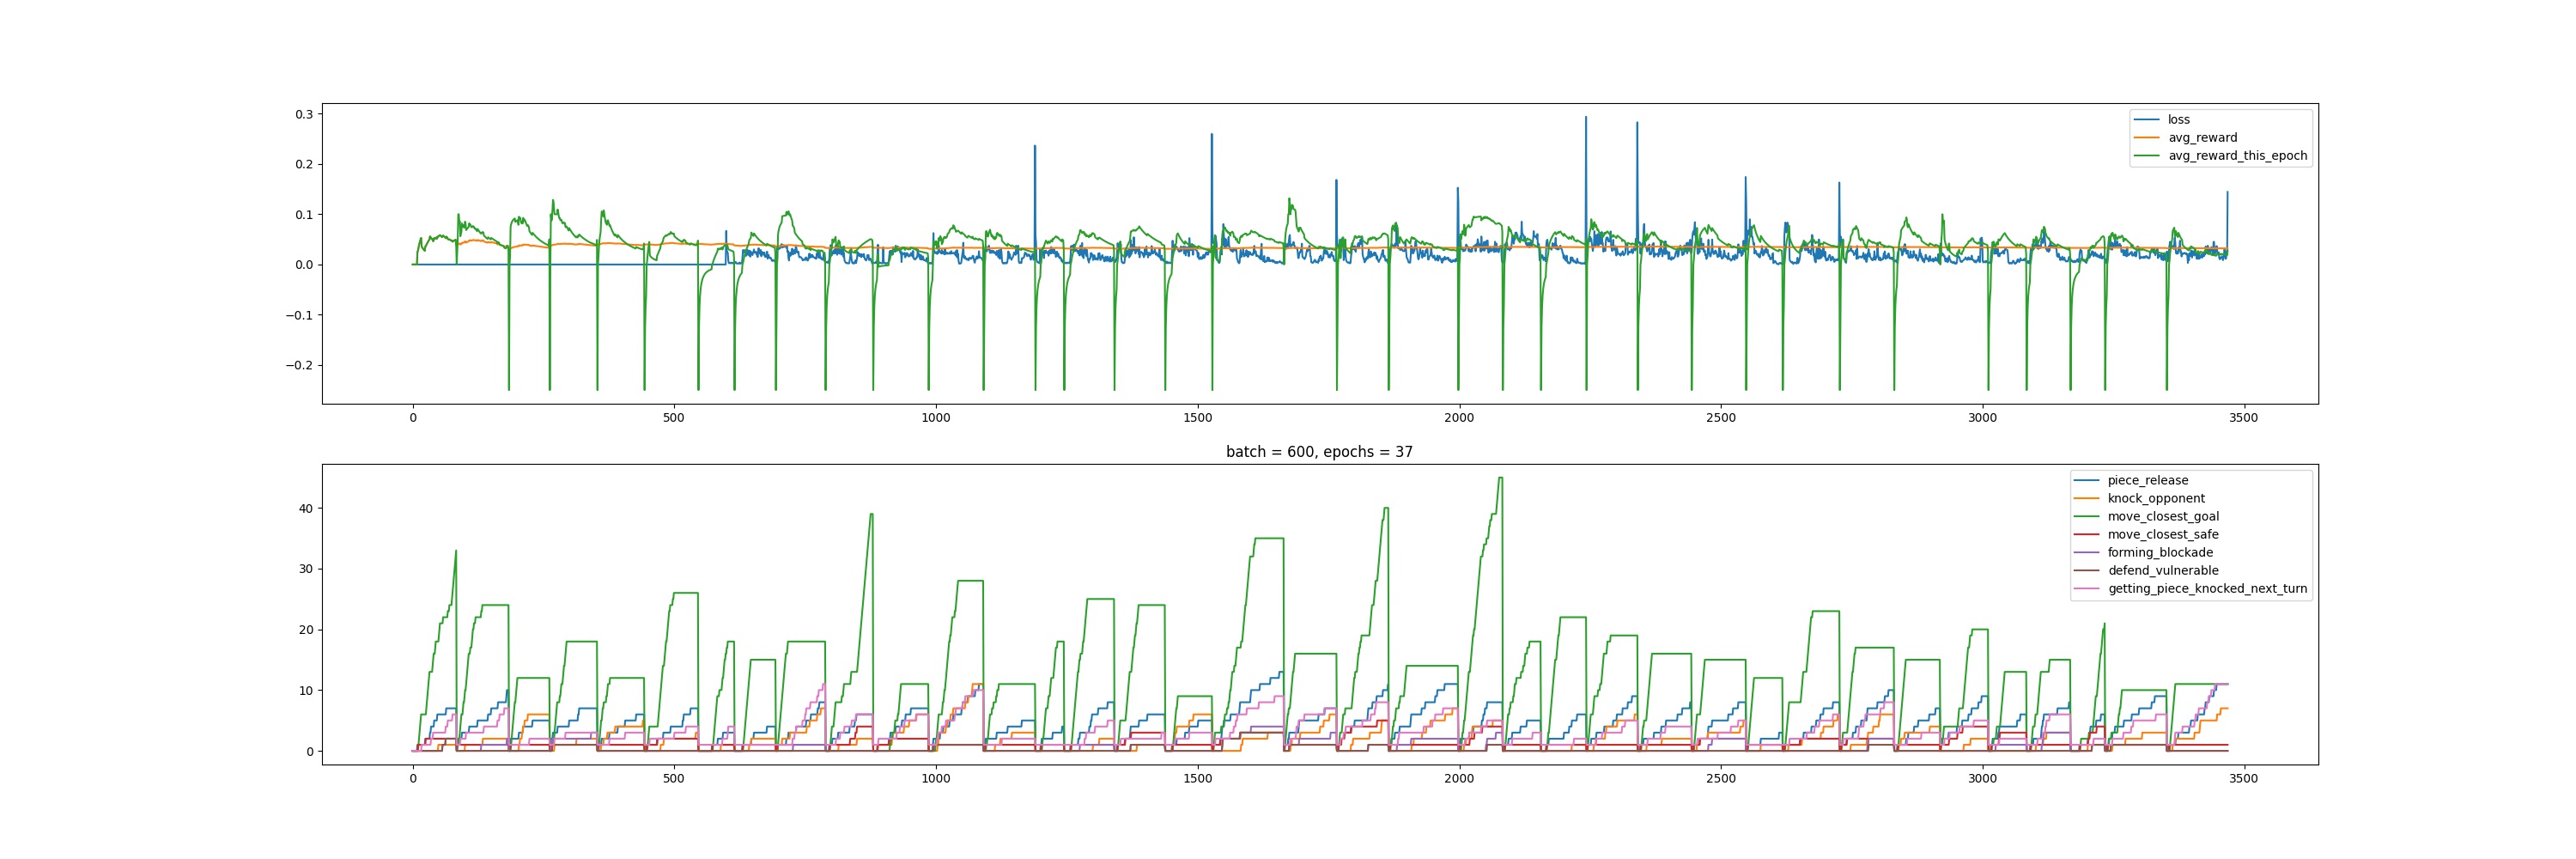 0.3
0.2
0.1
0.0
−0.1
−0.2
loss
avg_reward
avg_reward_this_epoch
0 500 1000 1500 2000 2500 3000 3500
batch = 600, epochs = 37
40
30
20
10
0
piece_release
knock_opponent
move_closest_goal
move_closest_safe
forming_blockade
defend_vulnerable
getting_piece_knocked_next_turn
0 500 1000 1500 2000 2500 3000 3500